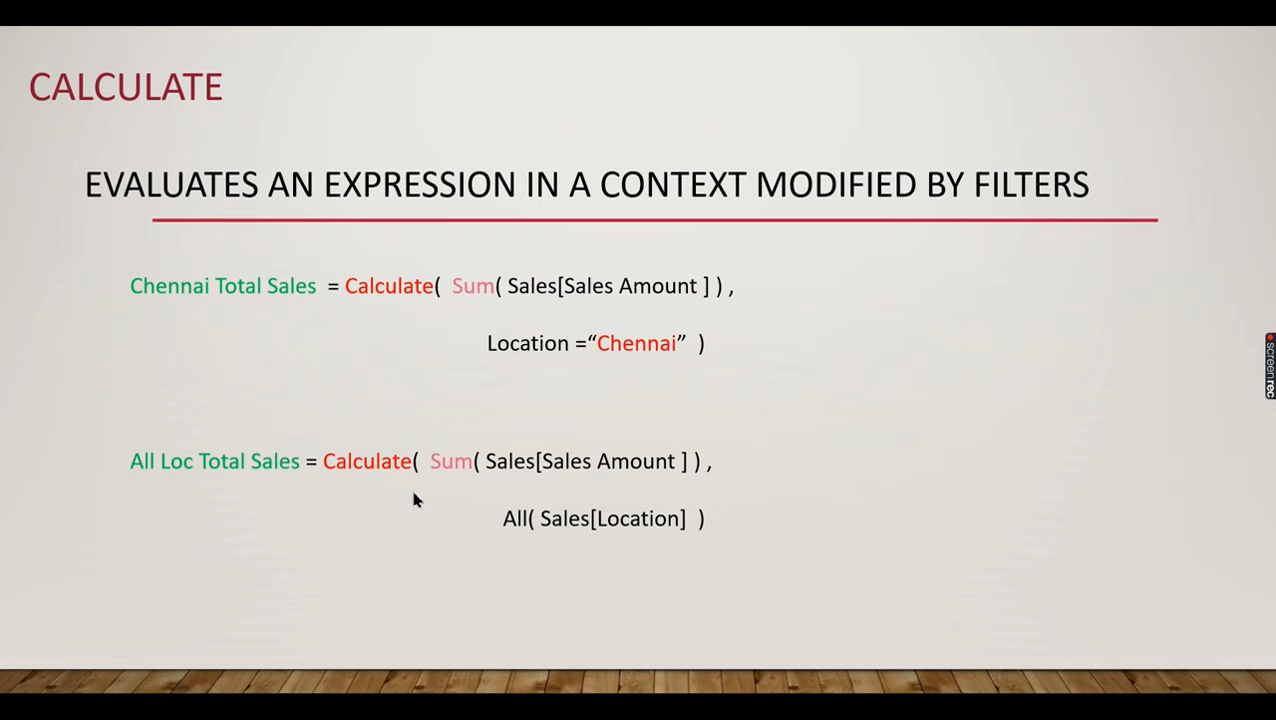 CALCULATE
EVALUATES AN EXPRESSION IN A CONTEXT MODIFIED BY FILTERS
Chennai Total Sales = Calculate( Sum( Sales[Sales Amount ] ) ,
Location =“Chennai” )
All Loc Total Sales = Calculate( Sum( Sales[Sales Amount ] ) ,
All( Sales[Location] )
screenrec